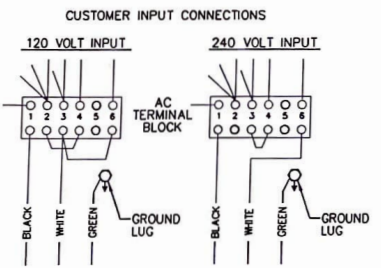 CUSTOMER INPUT CONNECTIONS
120 VOLT INPUT
240 VOLT INPUT
1 2 3 4 5 6
AC TERMINAL BLOCK
1 2 3 4 5 6
BLACK
WHITE
GREEN
GROUND LUG
BLACK
WHITE
GREEN
GROUND LUG